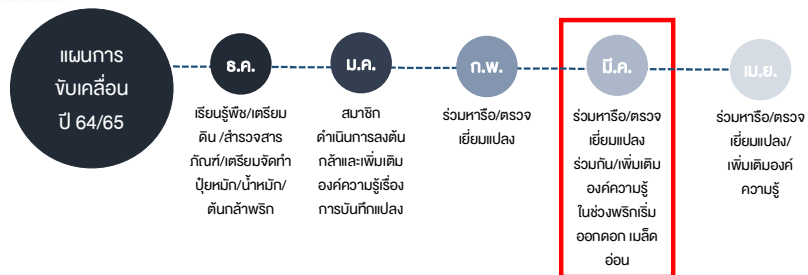 แผนการ
ขับเคลื่อน
ปี 64/65
ธ.ค.
เรียนรู้พืช/เตรียม
ดิน /สำรวจสาร
ภัณฑ์/เตรียมจัดทำ
ปุ๋ยหมัก/น้ำหมัก/
ต้นกล้าพริก
ม.ค.
สมาชิก
ดำเนินการลงต้น
กล้าและเพิ่มเติม
องค์ความรู้เรื่อง
การบันทึกแปลง
ก.พ.
ร่วมหารือ/ตรวจ
เยี่ยมแปลง
มี.ค.
ร่วมหารือ/ตรวจ
เยี่ยมแปลง
ร่วมกัน/เพิ่มเติม
องค์ความรู้
ในช่วงพริกเริ่ม
ออกดอก เมล็ด
อ่อน
เม.ย.
ร่วมหารือ/ตรวจ
เยี่ยมแปลง/
เพิ่มเติมองค์
ความรู้